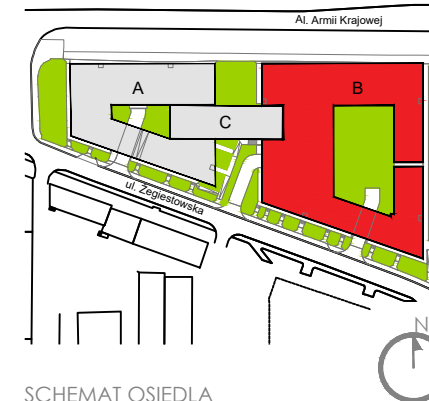 Al. Armii Krajowej
A
B
C
ul. Żegiestowska
N
SCHEMAT OSIEDLA